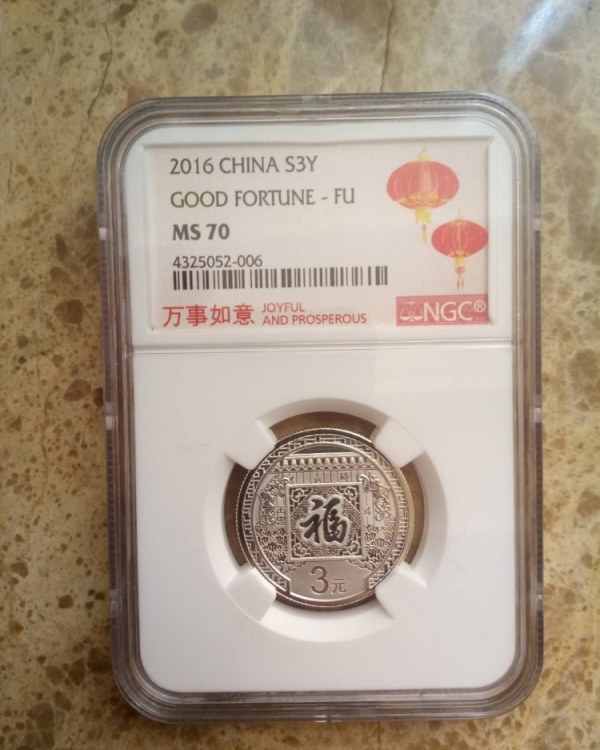 2016 CHINA S3Y
GOOD FORTUNE - FU
MS 70
4325052-006
万事如意 JOYFUL
AND PROSPEROUS
NGC®
福
3元